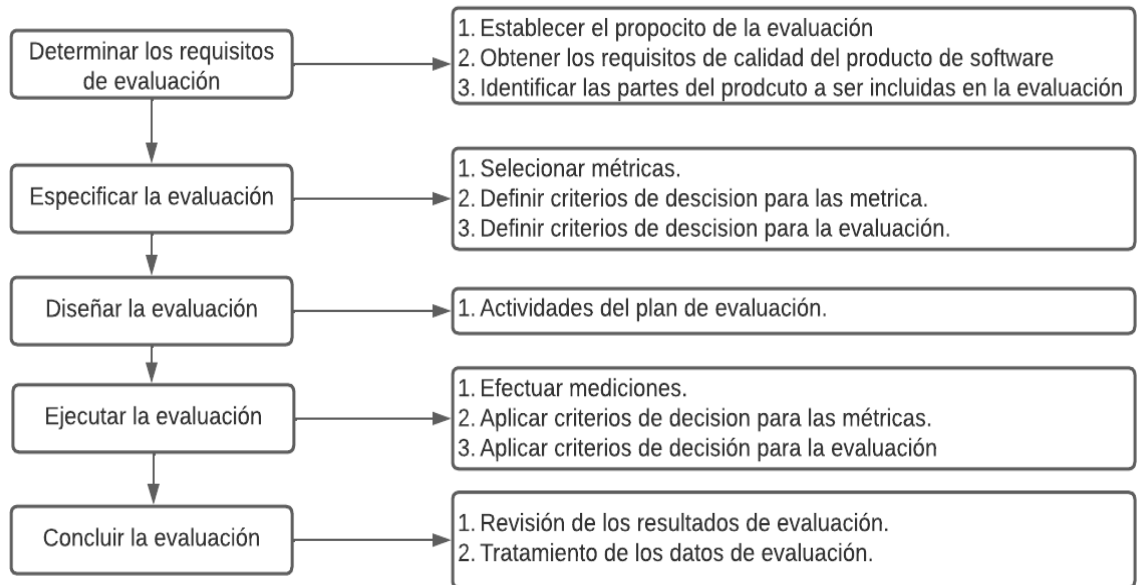 Determinar los requisitos
de evaluación
1. Establecer el propocito de la evaluación
2. Obtener los requisitos de calidad del producto de software
3. Identificar las partes del prodcuto a ser incluidas en la evaluación
Especificar la evaluación
1. Selecionar métricas.
2. Definir criterios de descision para las metrica.
3. Definir criterios de descision para la evaluación.
Diseñar la evaluación
1. Actividades del plan de evaluación.
Ejecutar la evaluación
1. Efectuar mediciones.
2. Aplicar criterios de decision para las métricas.
3. Aplicar criterios de decisión para la evaluación
Concluir la evaluación
1. Revisión de los resultados de evaluación.
2. Tratamiento de los datos de evaluación.